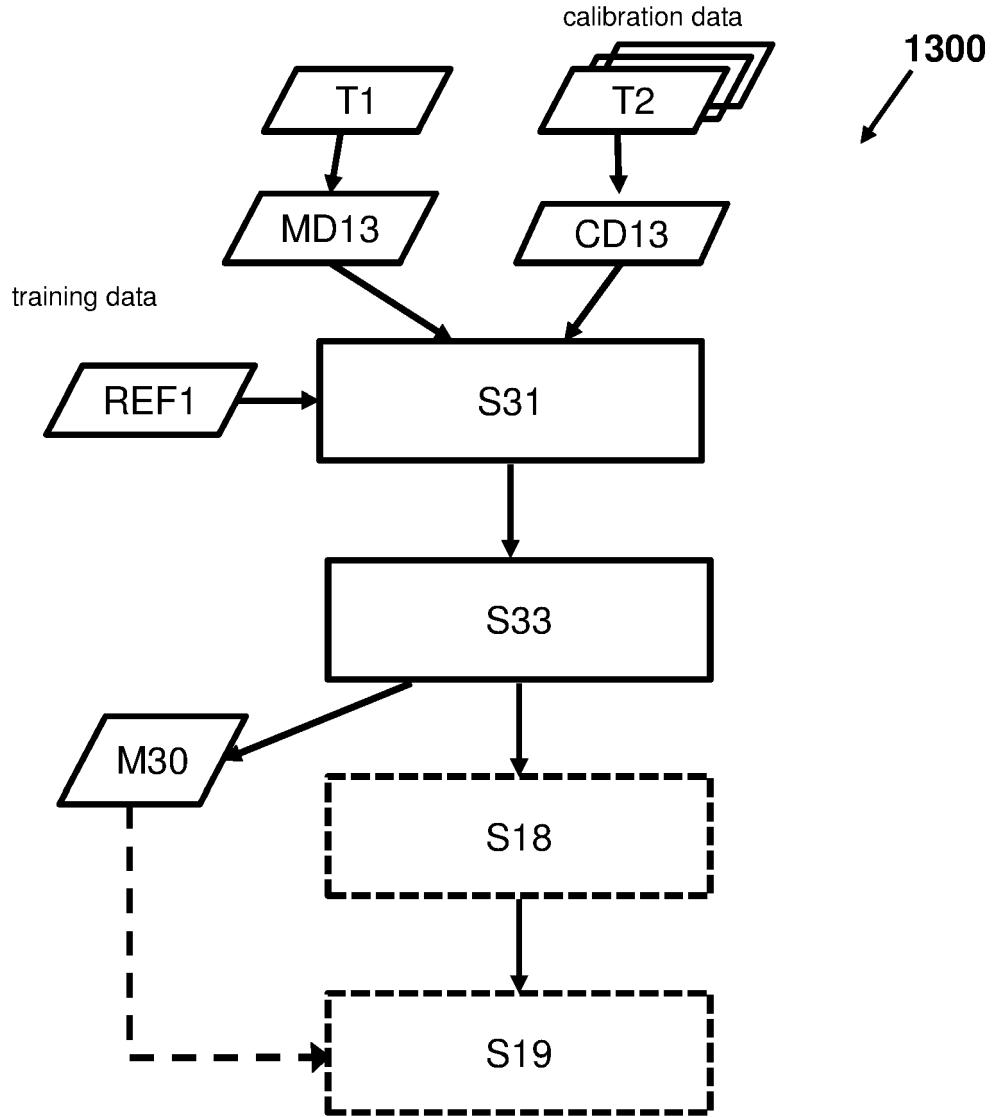 calibration data
1300
T1
T2
MD13
CD13
training data
REF1
S31
S33
M30
S18
S19